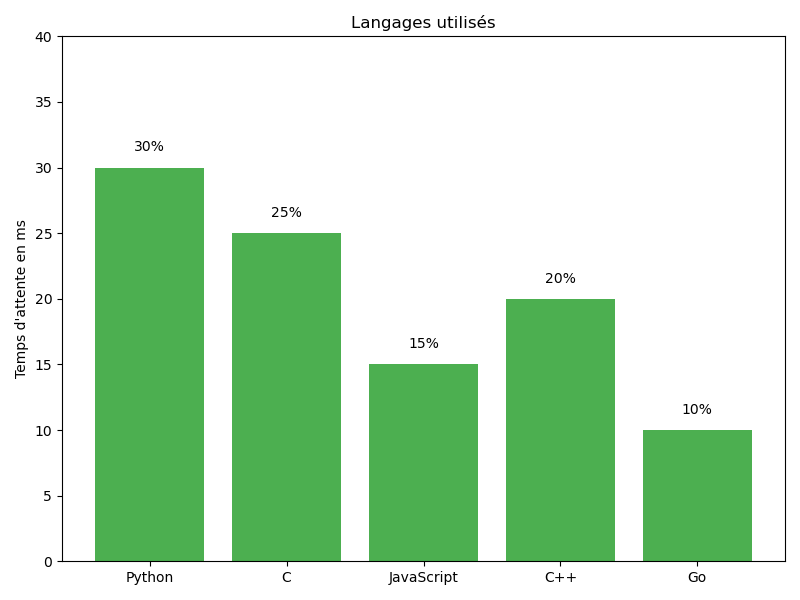 Langages utilisés
Temps d'attente en ms
40
35
30
25
20
15
10
5
0
30%
25%
15%
20%
10%
Python
C
JavaScript
C++
Go